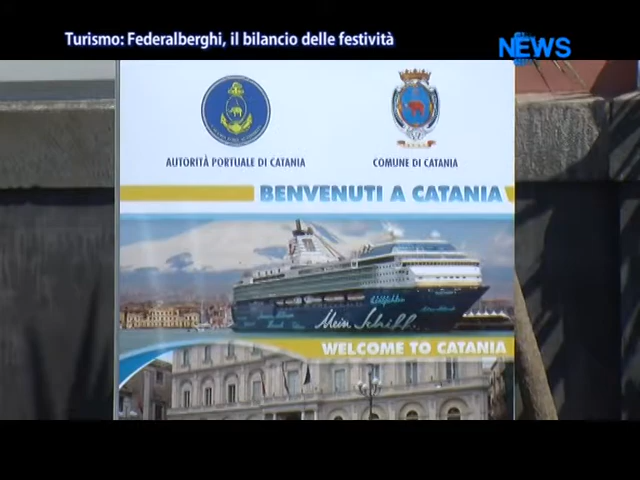 Turismo: Federalberghi, il bilancio delle festività
NEWS
AUTORITÀ PORTUALE DI CATANIA
COMUNE DI CATANIA
BENVENUTI A CATANIA
Mein Schiff
WELCOME TO CATANIA